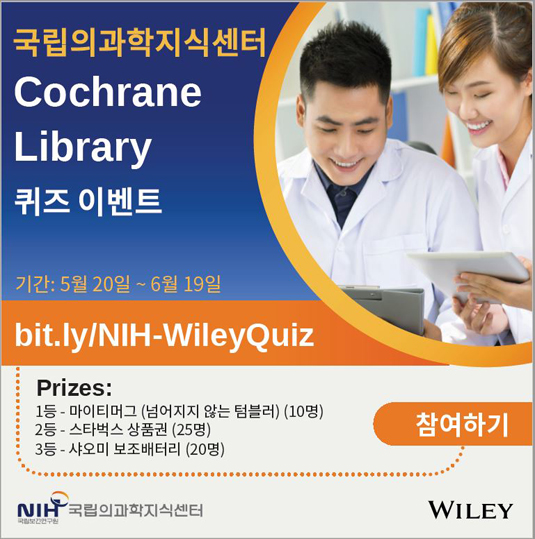 국립의과학지식센터
Cochrane
Library
퀴즈 이벤트
기간: 5월 20일 ~ 6월 19일
bit.ly/NIH-WileyQuiz
Prizes:
1등 - 마이티머그 (넘어지지 않는 텀블러) (10명)
2등 - 스타벅스 상품권 (25명)
3등 - 샤오미 보조배터리 (20명)
참여하기
NIH 국립의과학지식센터
국립보건연구원
WILEY